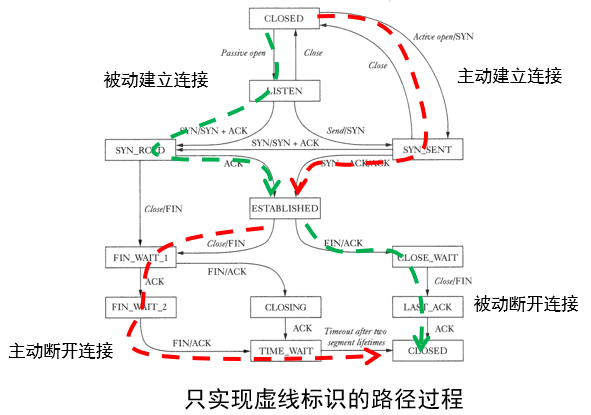 CLOSED
Active open/SYN
Passive open
Close
Close
被动建立连接
主动建立连接
LISTEN
SYN/SYN + ACK
Send/SYN
SYN/SYN + ACK
SYN_RCVD
SYN_SENT
ACK
SYN + ACK/ACK
ESTABLISHED
Close/FIN
Close/FIN
FIN/ACK
FIN_WAIT_1
CLOSE_WAIT
FIN/ACK
ACK
Close/FIN
FIN_WAIT_2
CLOSING
LAST_ACK
被动断开连接
ACK
ACK
主动断开连接
FIN/ACK
Timeout after two
segment lifetimes
TIME_WAIT
CLOSED
只实现虚线标识的路径过程